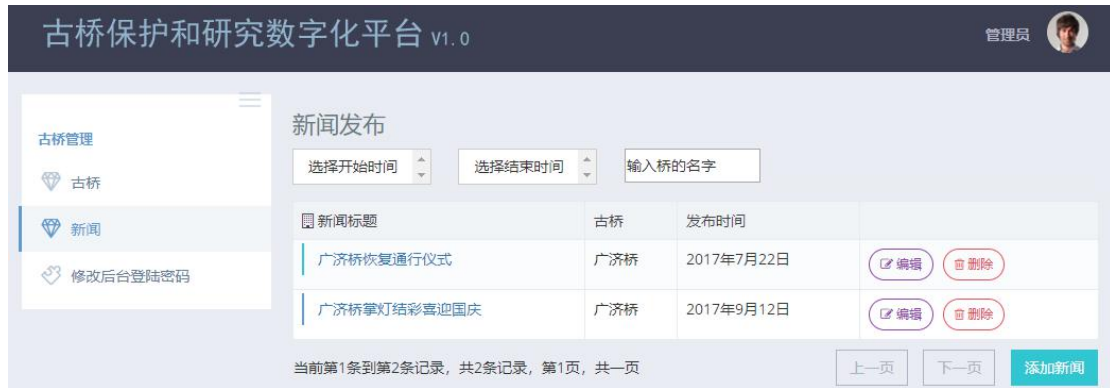 古桥保护和研究数字化平台 V1.0
管理员
古桥管理
古桥
新闻
修改后台登陆密码
新闻发布
选择开始时间 选择结束时间 输入桥的名字
新闻标题 古桥 发布时间
广济桥恢复通行仪式 广济桥 2017年7月22日 编辑 删除
广济桥掌灯结彩喜迎国庆 广济桥 2017年9月12日 编辑 删除
当前第1条到第2条记录，共2条记录，第1页，共一页
上一页 下一页 添加新闻